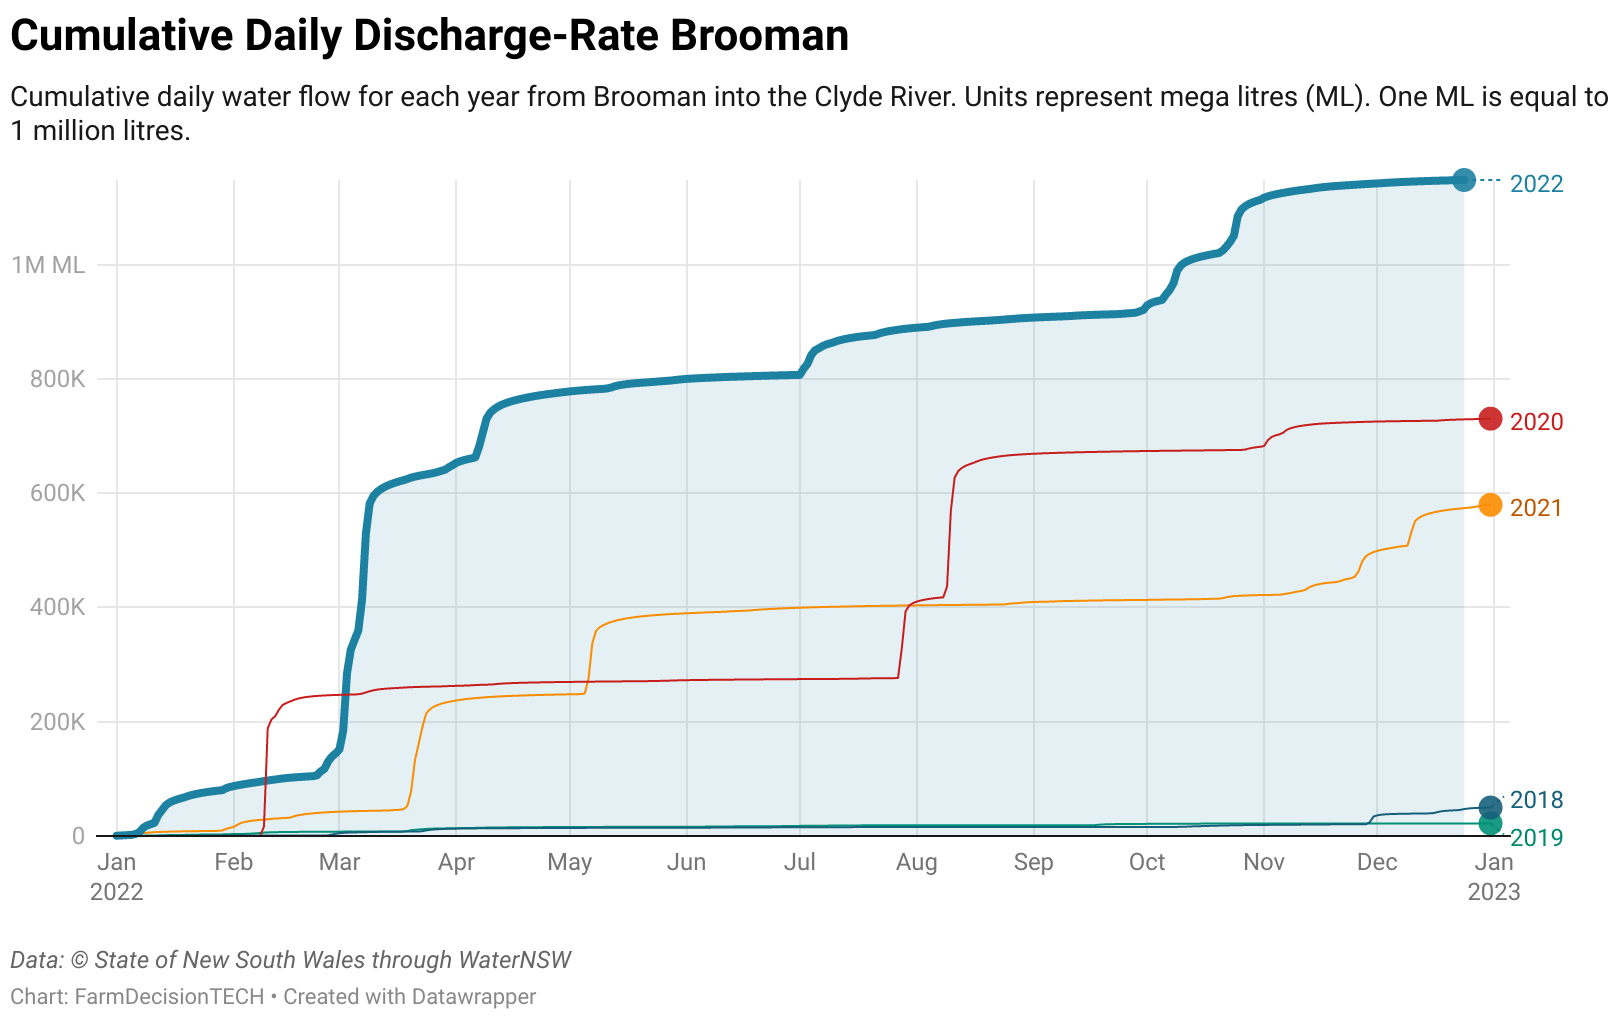 Cumulative Daily Discharge-Rate Brooman
Cumulative daily water flow for each year from Brooman into the Clyde River. Units represent mega litres (ML). One ML is equal to
1 million litres.
2022
1M ML
800K
2020
600K
2021
400K
200K
2018
0
2019
Jan Feb Mar Apr May Jun Jul Aug Sep Oct Nov Dec Jan
2022 2023
Data: © State of New South Wales through WaterNSW
Chart: FarmDecisionTECH • Created with Datawrapper